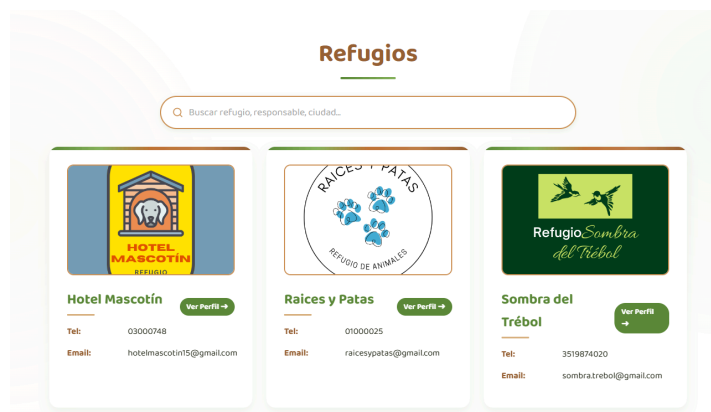 Refugios
Buscar refugio, responsable, ciudad...
HOTEL
MASCOTÍN
REFUGIO
RAICES Y PATAS
REFUGIO DE ANIMALES
RefugioSombra
del Trébol
Hotel Mascotín
Ver Perfil →
Tel: 03000748
Email: hotelmascotin15@gmail.com
Raices y Patas
Ver Perfil →
Tel: 01000025
Email: raicesypatas@gmail.com
Sombra del
Trébol
Ver Perfil
→
Tel: 3519874020
Email: sombra.trebol@gmail.com